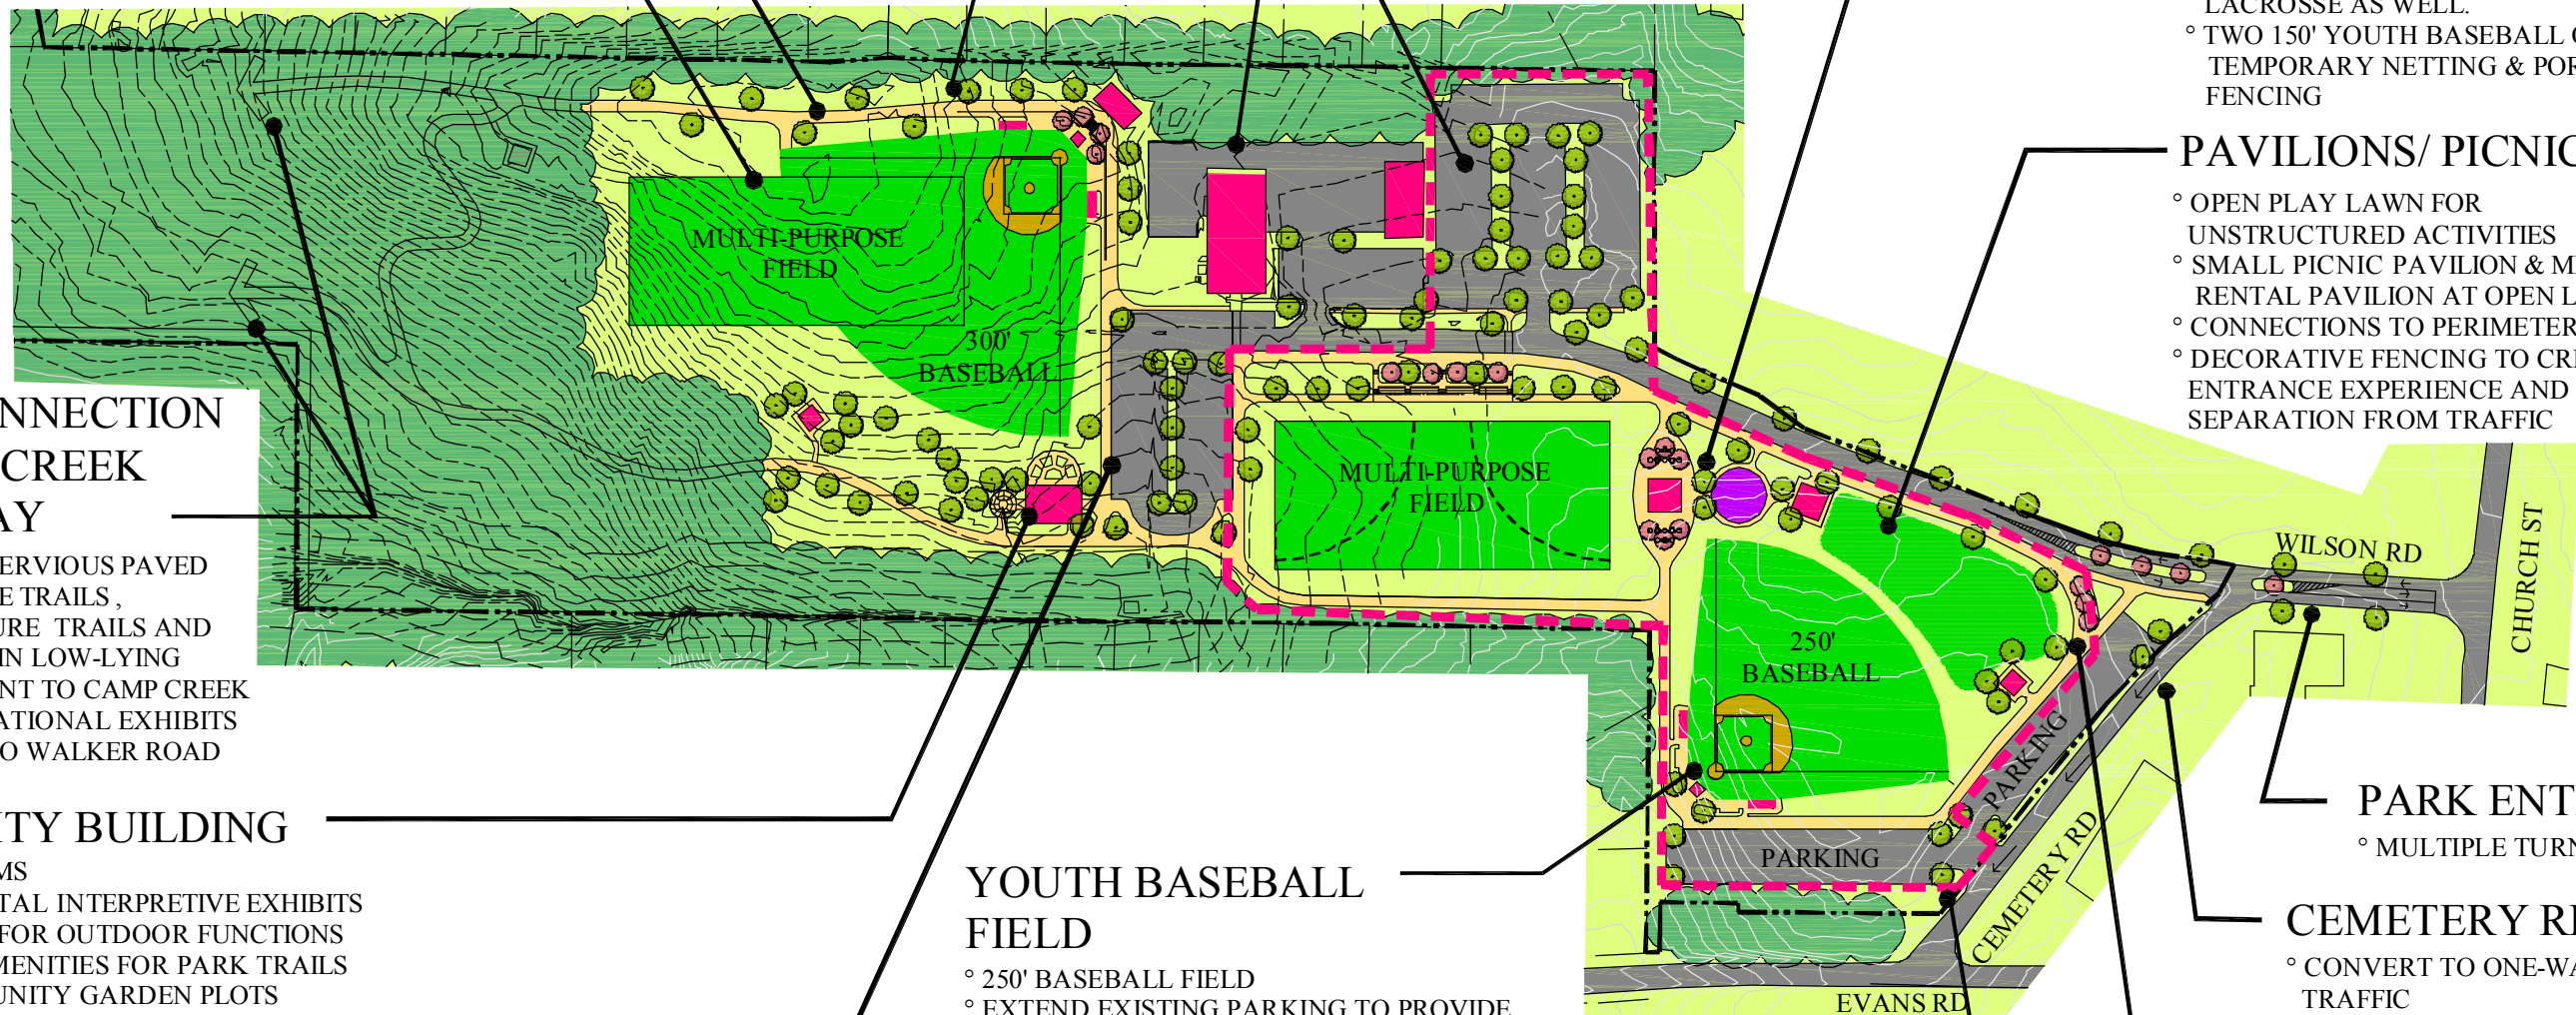 LACROSSE AS WELL.
° TWO 150' YOUTH BASEBALL
TEMPORARY NETTING &
FENCING
PAVILIONS/ PICNIC
° OPEN PLAY LAWN FOR
UNSTRUCTURED ACTIVITIES
° SMALL PICNIC PAVILION &
RENTAL PAVILION AT OPEN
° CONNECTIONS TO PERIMETER
° DECORATIVE FENCING TO
ENTRANCE EXPERIENCE AND
SEPARATION FROM TRAFFIC
MULTI-PURPOSE
FIELD
300'
BASEBALL
MULTI-PURPOSE
FIELD
250'
BASEBALL
PARKING
PARKING
WILSON RD
CHURCH ST
CEMETERY RD
EVANS RD
NNECTION
CREEK
AY
ERVIOUS PAVED
E TRAILS ,
URE TRAILS AND
IN LOW-LYING
NT TO CAMP CREEK
ATIONAL EXHIBITS
O WALKER ROAD
ITY BUILDING
MS
TAL INTERPRETIVE EXHIBITS
FOR OUTDOOR FUNCTIONS
MENITIES FOR PARK TRAILS
UNITY GARDEN PLOTS
YOUTH BASEBALL
FIELD
° 250' BASEBALL FIELD
° EXTEND EXISTING PARKING TO PROVIDE
PARK ENT
° MULTIPLE TURN
CEMETERY R
° CONVERT TO ONE-WA
TRAFFIC